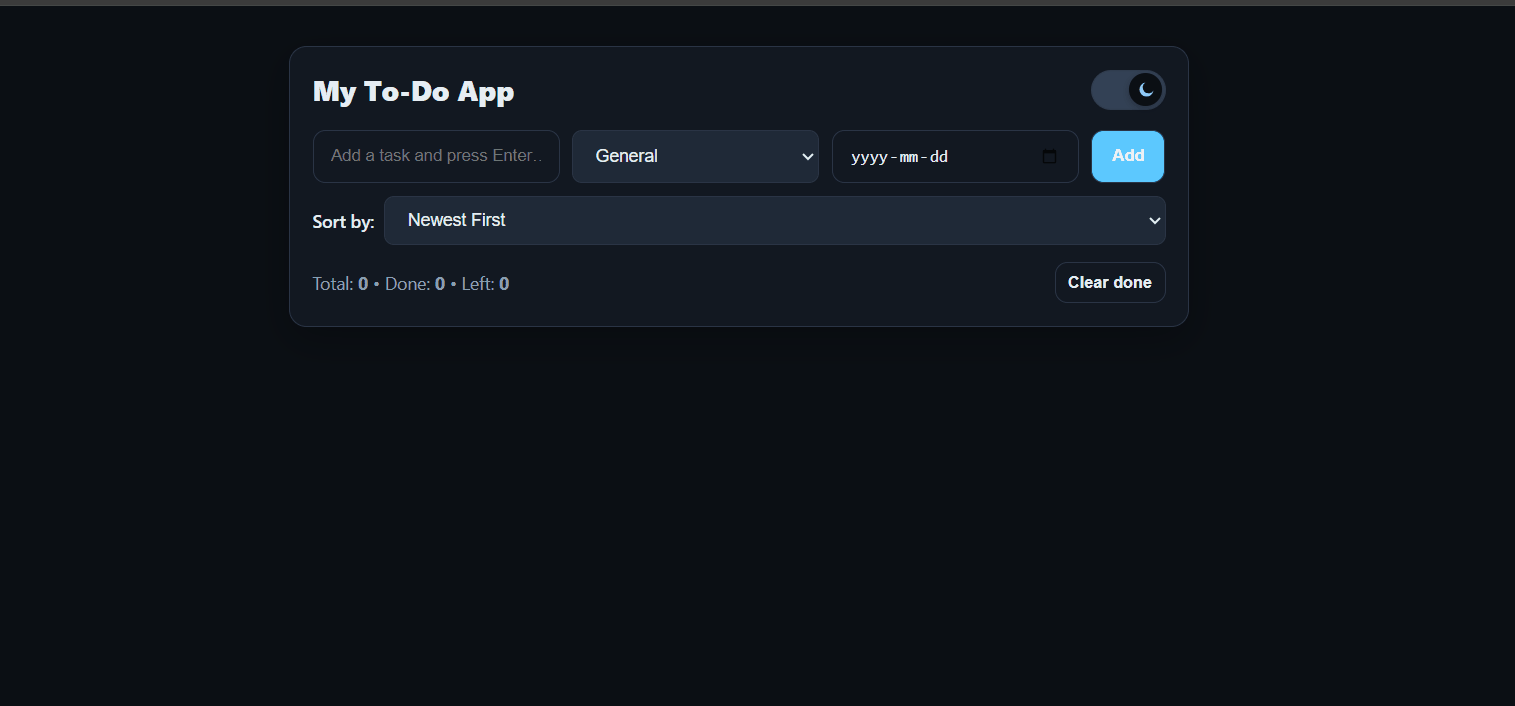 My To-Do App
Add a task and press Enter..
General
yyyy-mm-dd
Add
Sort by:
Newest First
Total: 0 • Done: 0 • Left: 0
Clear done